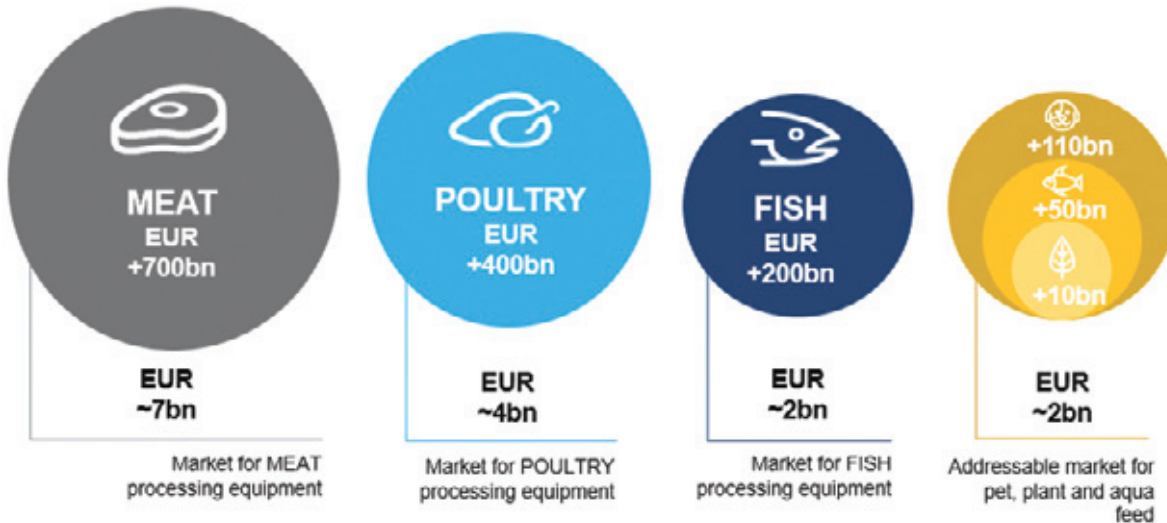 MEAT
EUR
+700bn
EUR
~7bn
Market for MEAT
processing equipment
POULTRY
EUR
+400bn
EUR
~4bn
Market for POULTRY
processing equipment
FISH
EUR
+200bn
EUR
~2bn
Market for FISH
processing equipment
+110bn
+50bn
+10bn
EUR
~2bn
Addressable market for
pet, plant and aqua
feed